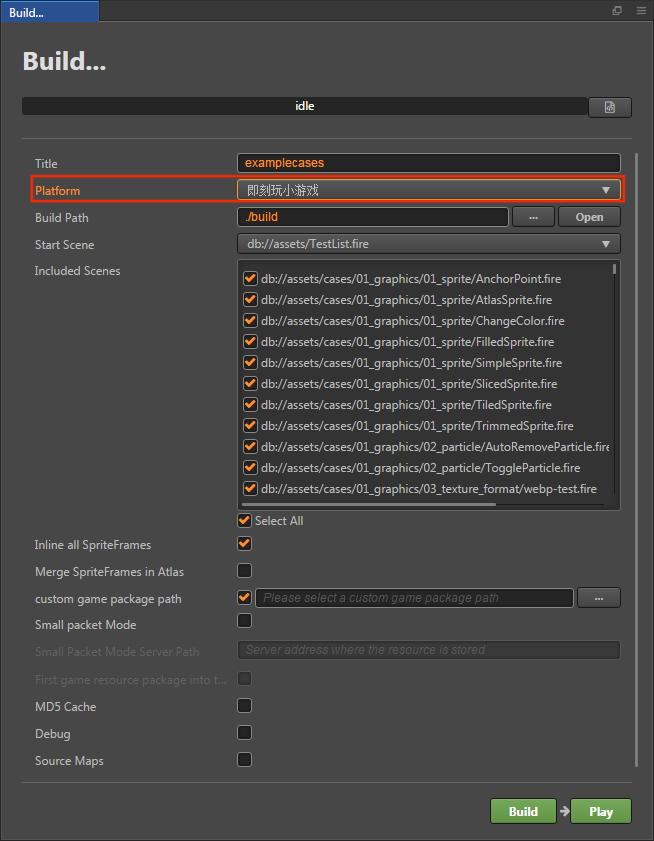 Build...
Build...
idle
Title examplecases
Platform 即刻玩小游戏
Build Path ./build ... Open
Start Scene db://assets/TestList.fire
Included Scenes
db://assets/cases/01_graphics/01_sprite/AnchorPoint.fire
db://assets/cases/01_graphics/01_sprite/AtlasSprite.fire
db://assets/cases/01_graphics/01_sprite/ChangeColor.fire
db://assets/cases/01_graphics/01_sprite/FilledSprite.fire
db://assets/cases/01_graphics/01_sprite/SimpleSprite.fire
db://assets/cases/01_graphics/01_sprite/SlicedSprite.fire
db://assets/cases/01_graphics/01_sprite/TiledSprite.fire
db://assets/cases/01_graphics/01_sprite/TrimmedSprite.fire
db://assets/cases/01_graphics/02_particle/AutoRemoveParticle.fire
db://assets/cases/01_graphics/02_particle/ToggleParticle.fire
db://assets/cases/01_graphics/03_texture_format/webp-test.fire
Select All
Inline all SpriteFrames
Merge SpriteFrames in Atlas
custom game package path Please select a custom game package path ...
Small packet Mode
Small Packet Mode Server Path Server address where the resource is stored
First game resource package into t...
MD5 Cache
Debug
Source Maps
Build Play